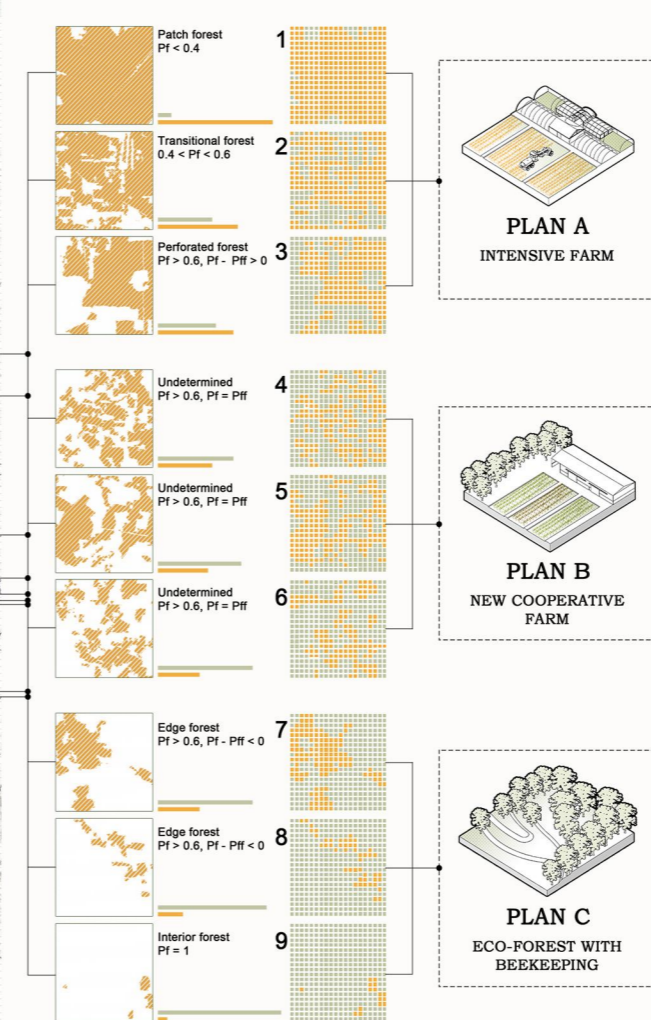 Patch forest
Pf < 0.4
1
Transitional forest
0.4 < Pf < 0.6
2
Perforated forest
Pf > 0.6, Pf - Pff > 0
3
PLAN A
INTENSIVE FARM
Undetermined
Pf > 0.6, Pf = Pff
4
Undetermined
Pf > 0.6, Pf = Pff
5
Undetermined
Pf > 0.6, Pf = Pff
6
PLAN B
NEW COOPERATIVE
FARM
Edge forest
Pf > 0.6, Pf - Pff < 0
7
Edge forest
Pf > 0.6, Pf - Pff < 0
8
Interior forest
Pf = 1
9
PLAN C
ECO-FOREST WITH
BEEKEEPING